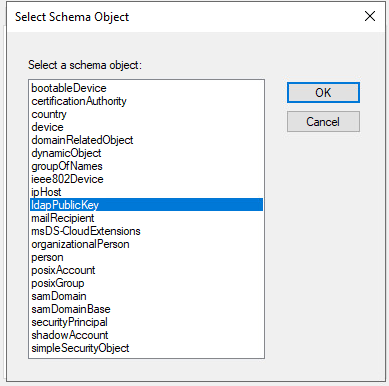 Select Schema Object
Select a schema object:
bootableDevice
certificationAuthority
country
device
domainRelatedObject
dynamicObject
groupOfNames
ieee802Device
ipHost
ldapPublicKey
mailRecipient
msDS-CloudExtensions
organizationalPerson
person
posixAccount
posixGroup
samDomain
samDomainBase
securityPrincipal
shadowAccount
simpleSecurityObject
OK
Cancel